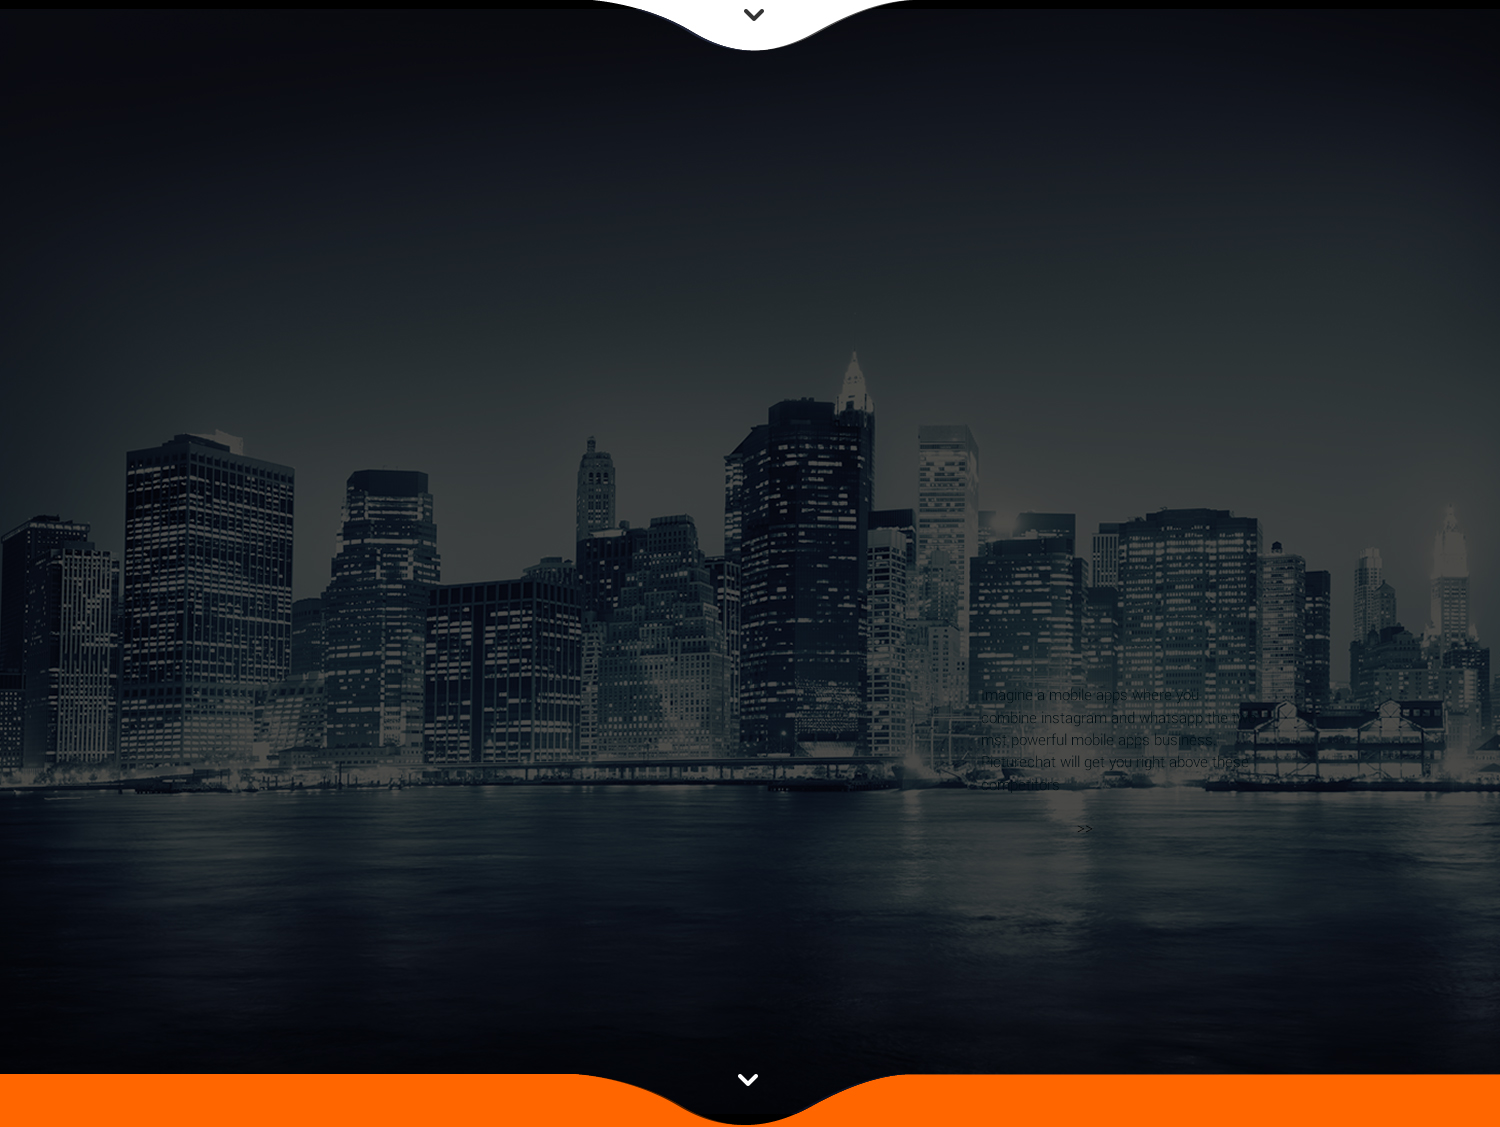 Imagine a mobile apps where you
combine instagram and whatsapp the
mst powerful mobile apps business.
Picturechat will get you right above these
competitors.
>>